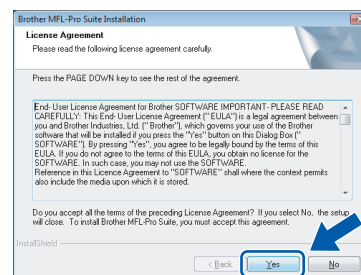 Brother MFL-Pro Suite Installation
License Agreement
Please read the following license agreement carefully.
Press the PAGE DOWN key to see the rest of the agreement.
End- User License Agreement for Brother SOFTWARE IMPORTANT- PLEASE READ
CAREFULLY: This End- User License Agreement (" EULA") is a legal agreement between
you and Brother Industries, Ltd. (" Brother"), which governs your use of the Brother
software that will be installed if you press the "Yes" button on this Dialog Box ("
SOFTWARE"). By pressing "Yes", you agree to be legally bound by the terms of this
EULA. If you do not agree to the terms of this EULA, you obtain no license for the
SOFTWARE. In such case, you may not use the SOFTWARE.
Reference in this Licence Agreement to "SOFTWARE" shall where the context permits
also include the media upon which it is stored.
Do you accept all the terms of the preceding License Agreement? If you select No, the setup
will close. To install Brother MFL-Pro Suite, you must accept this agreement.
InstallShield
< Back Yes No